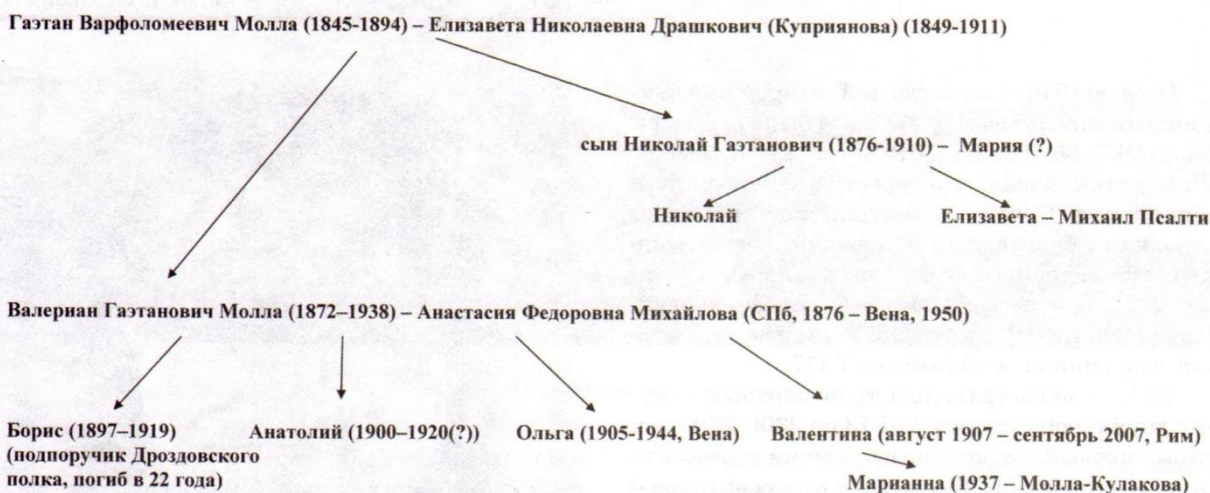 Гаэтан Варфоломеевич Молла (1845-1894) – Елизавета Николаевна Драшкович (Куприянова) (1849-1911)
сын Николай Гаэтанович (1876-1910) – Мария (?)
Николай
Елизавета – Михаил Псалти
Валериан Гаэтанович Молла (1872–1938) – Анастасия Федоровна Михайлова (СПб, 1876 – Вена, 1950)
Борис (1897–1919)
(подпоручик Дроздовского
полка, погиб в 22 года)
Анатолий (1900–1920(?))
Ольга (1905-1944, Вена)
Валентина (август 1907 – сентябрь 2007, Рим)
Марианна (1937 – Молла-Кулакова)